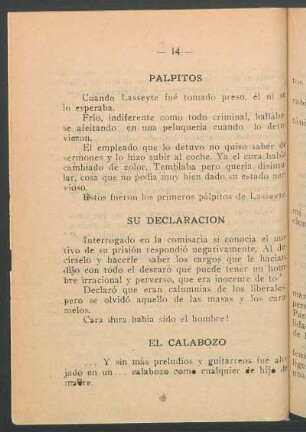 — 14 —
PALPITOS
Cuando Lasseyte fué tomado preso, él ni se
lo esperaba.
Frío, indiferente como todo criminal, hallába
se afeitando en una peluquería cuando lo detu
vieron.
El empleado que lo detuvo no quiso saber de
sermones y lo hizo subir al coche. Ya el cura había
cambiado de color. Temblaba pero quería disimu
lar, cosa que no podía muy bien dado su estado ner
vioso.
Estos fueron los primeros pálpitos de Lasseyte
SU DECLARACION
Interrogado en la comisaría si conocía el mo
tivo de su prisión respondió negativamente. Al de
círselo y hacerle saber los cargos que le hacían
dijo con todo el descaro que puede tener un hom
bre irracional y perverso, que era inocente de to
Declaró que eran calumnias de los liberales
pero se olvidó aquello de las masas y los cara
melos.
Cara dura había sido el hombre!
EL CALABOZO
... Y sin más preludios y guitarreos fué alo
jado en un... calabozo como cualquier de hijo de
madre.